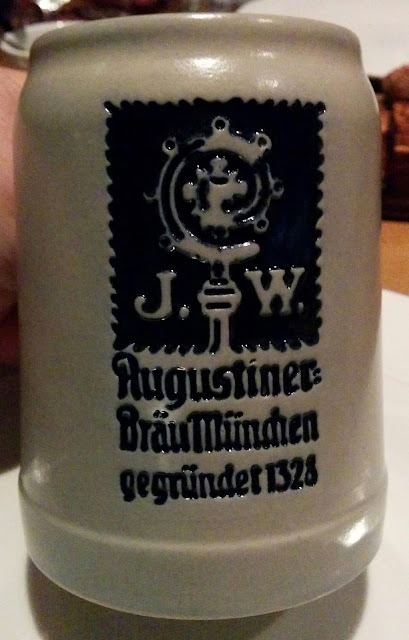 J. W.
Augustiner-
Bräu München
gegründet 1328